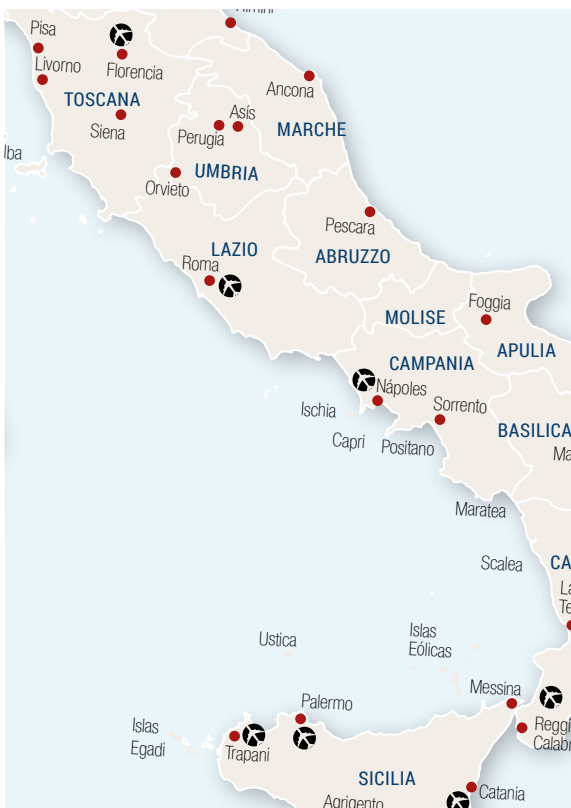 Pisa
Livorno
Florencia
TOSCANA
Siena
Ancona
Asís
Perugia
MARCHE
UMBRIA
Orvieto
Pescara
LAZIO
ABRUZZO
Roma
Foggia
MOLISE
APULIA
CAMPANIA
Nápoles
Sorrento
Ischia
Capri
Positano
Maratea
Scalea
Ustica
Islas
Eólicas
Messina
Palermo
Islas
Egadi
Trapani
SICILIA
Catania
Agrigento